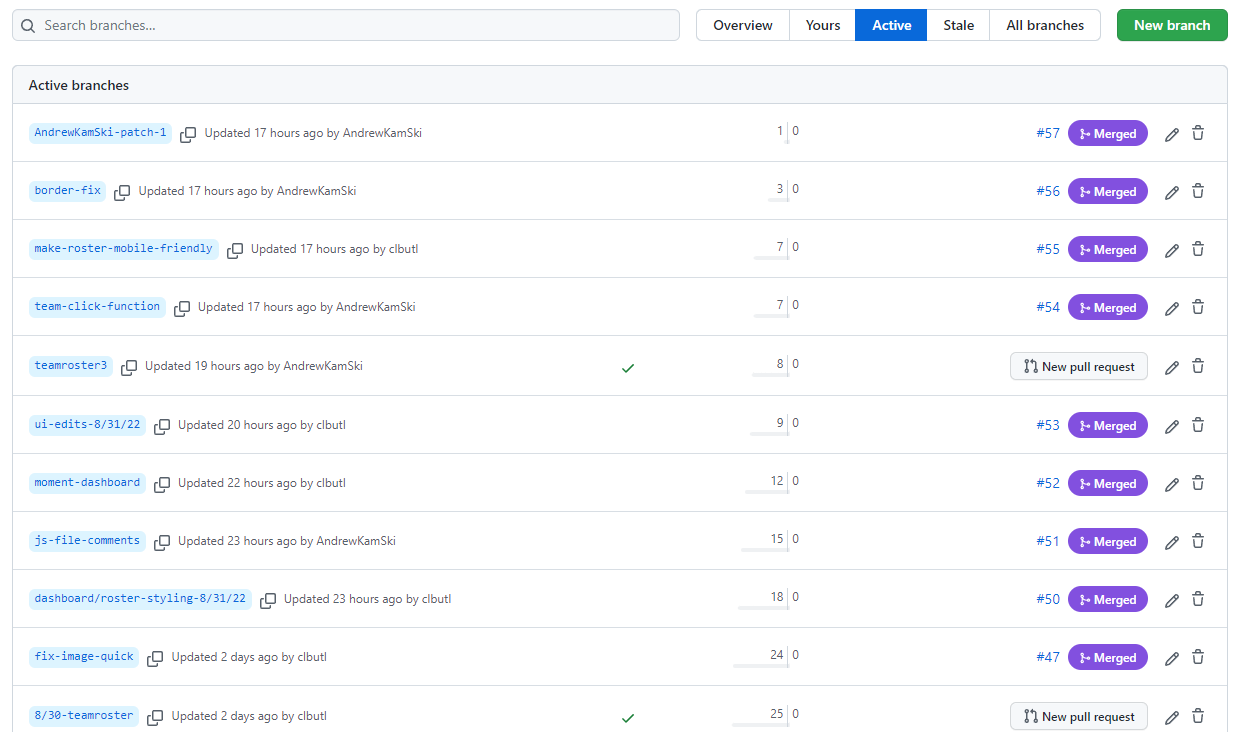 Search branches...
Overview Yours Active Stale All branches New branch
Active branches
AndrewKamSki-patch-1 Updated 17 hours ago by AndrewKamSki 1 0 #57 Merged
border-fix Updated 17 hours ago by AndrewKamSki 3 0 #56 Merged
make-roster-mobile-friendly Updated 17 hours ago by clbutl 7 0 #55 Merged
team-click-function Updated 17 hours ago by AndrewKamSki 7 0 #54 Merged
teamroster3 Updated 19 hours ago by AndrewKamSki 8 0 New pull request
ui-edits-8/31/22 Updated 20 hours ago by clbutl 9 0 #53 Merged
moment-dashboard Updated 22 hours ago by clbutl 12 0 #52 Merged
js-file-comments Updated 23 hours ago by AndrewKamSki 15 0 #51 Merged
dashboard/roster-styling-8/31/22 Updated 23 hours ago by clbutl 18 0 #50 Merged
fix-image-quick Updated 2 days ago by clbutl 24 0 #47 Merged
8/30-teamroster Updated 2 days ago by clbutl 25 0 New pull request